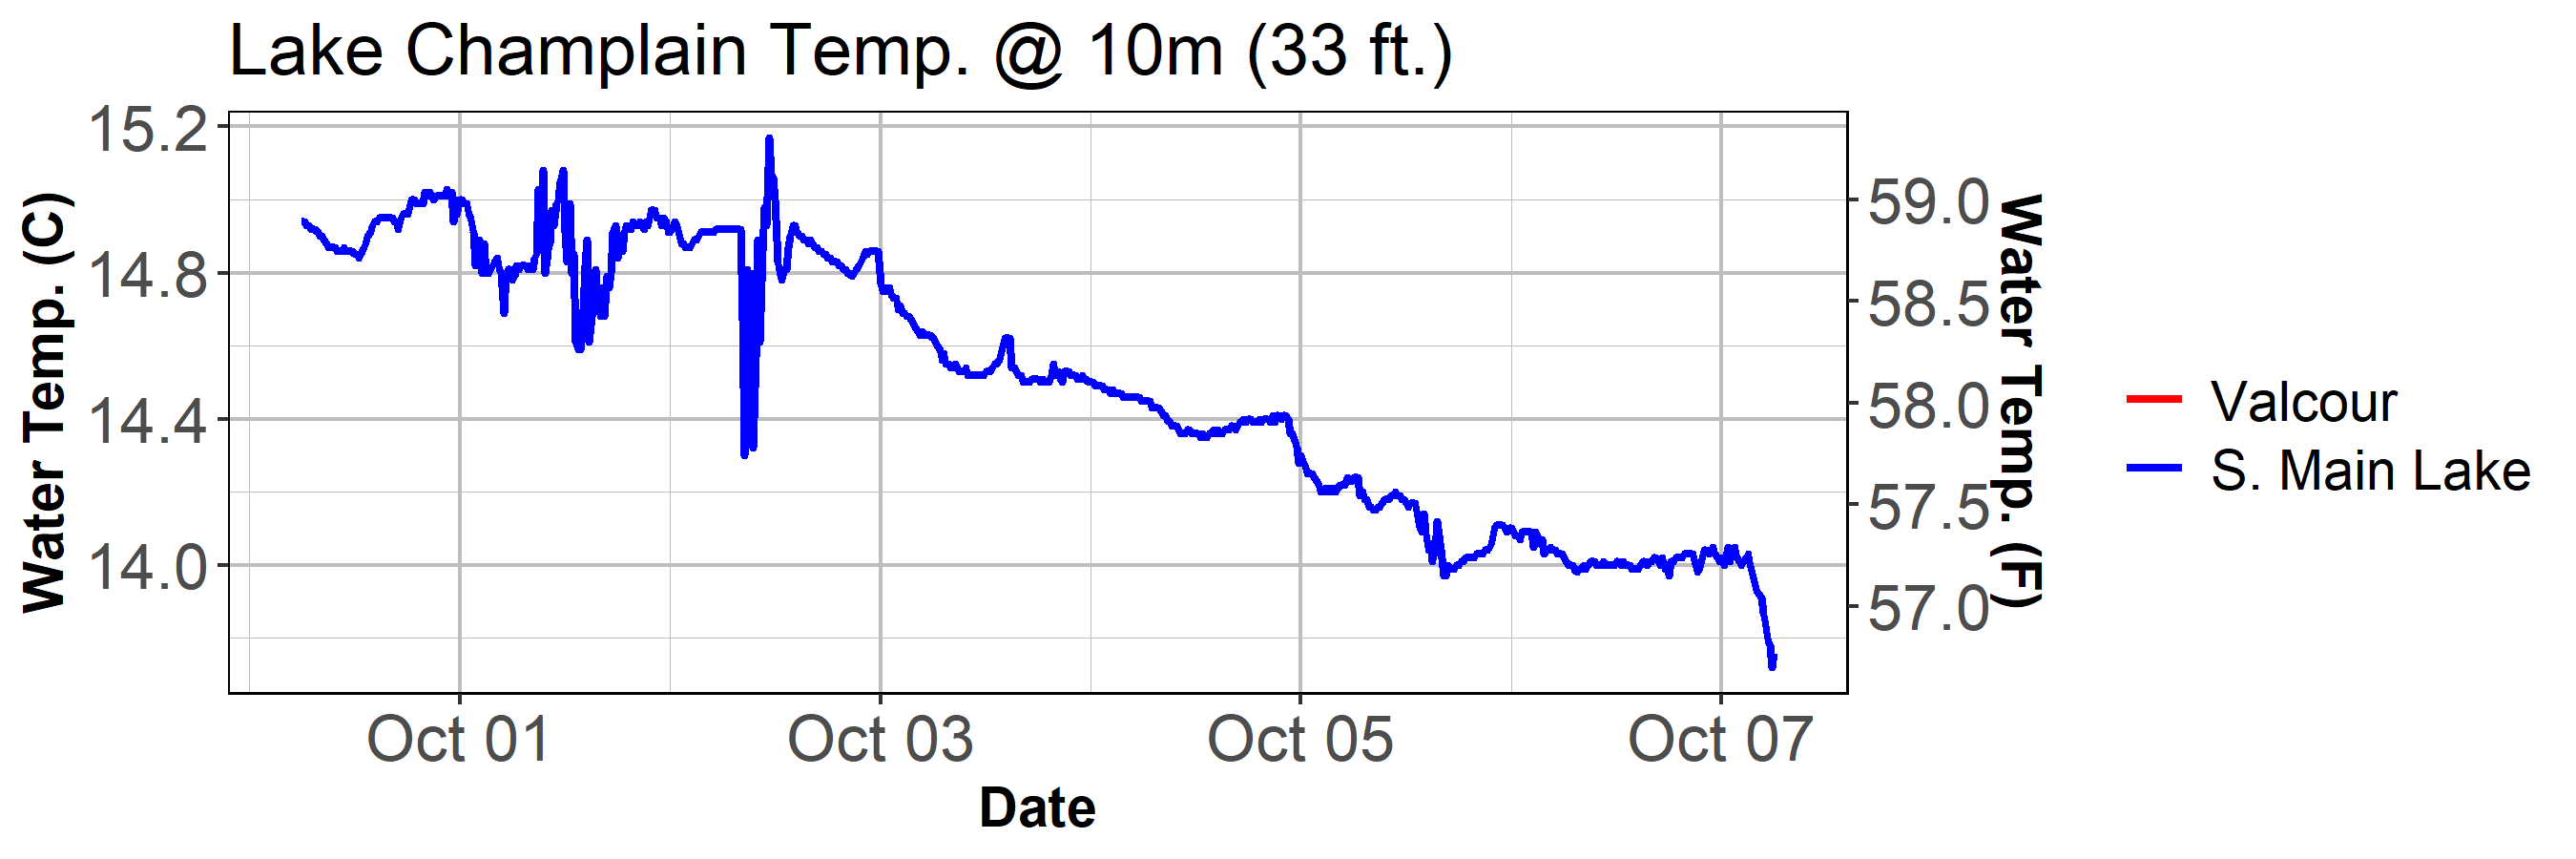 Lake Champlain Temp. @ 10m (33 ft.)
Water Temp. (C)
15.2
14.8
14.4
14.0
59.0
58.5
58.0
57.5
57.0
Water Temp. (F)
Valcour
S. Main Lake
Oct 01
Oct 03
Oct 05
Oct 07
Date